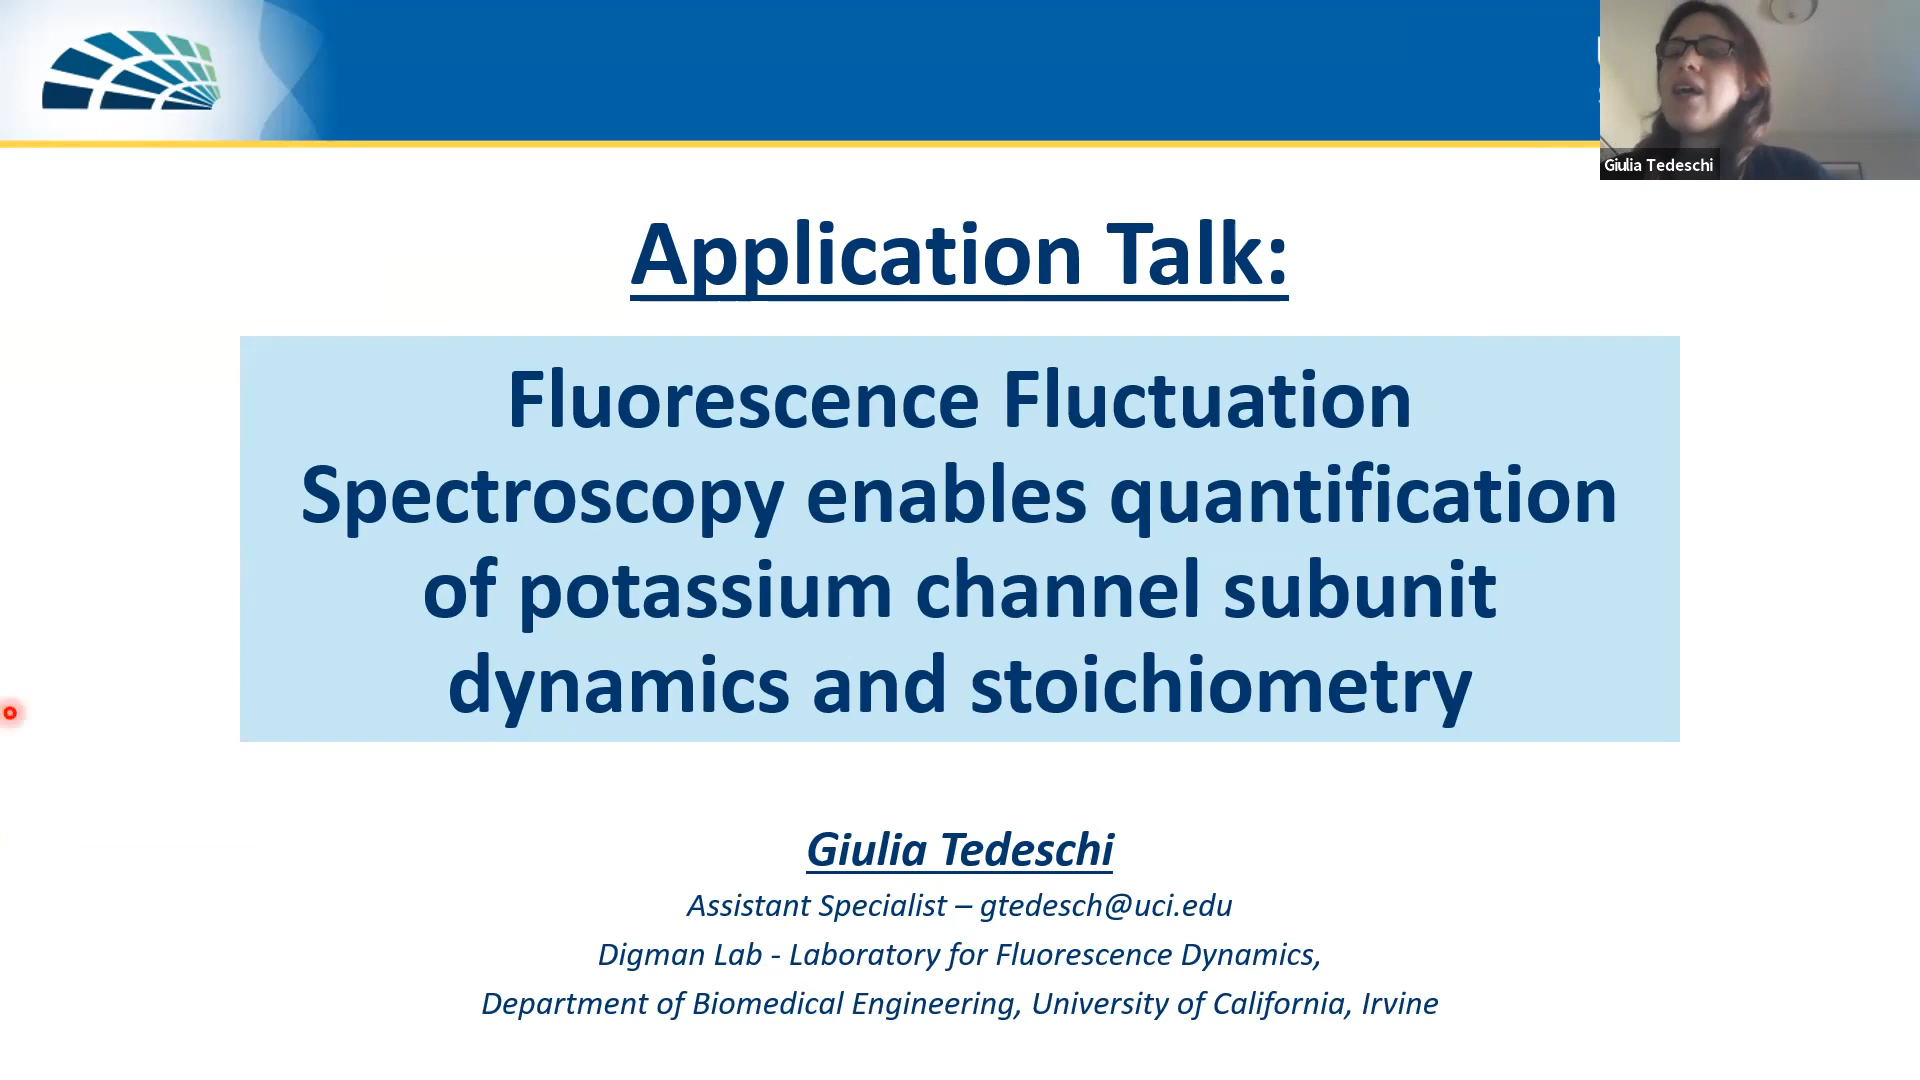 Giulia Tedeschi
Application Talk:
Fluorescence Fluctuation
Spectroscopy enables quantification
of potassium channel subunit
dynamics and stoichiometry
Giulia Tedeschi
Assistant Specialist – gtedesch@uci.edu
Digman Lab - Laboratory for Fluorescence Dynamics,
Department of Biomedical Engineering, University of California, Irvine